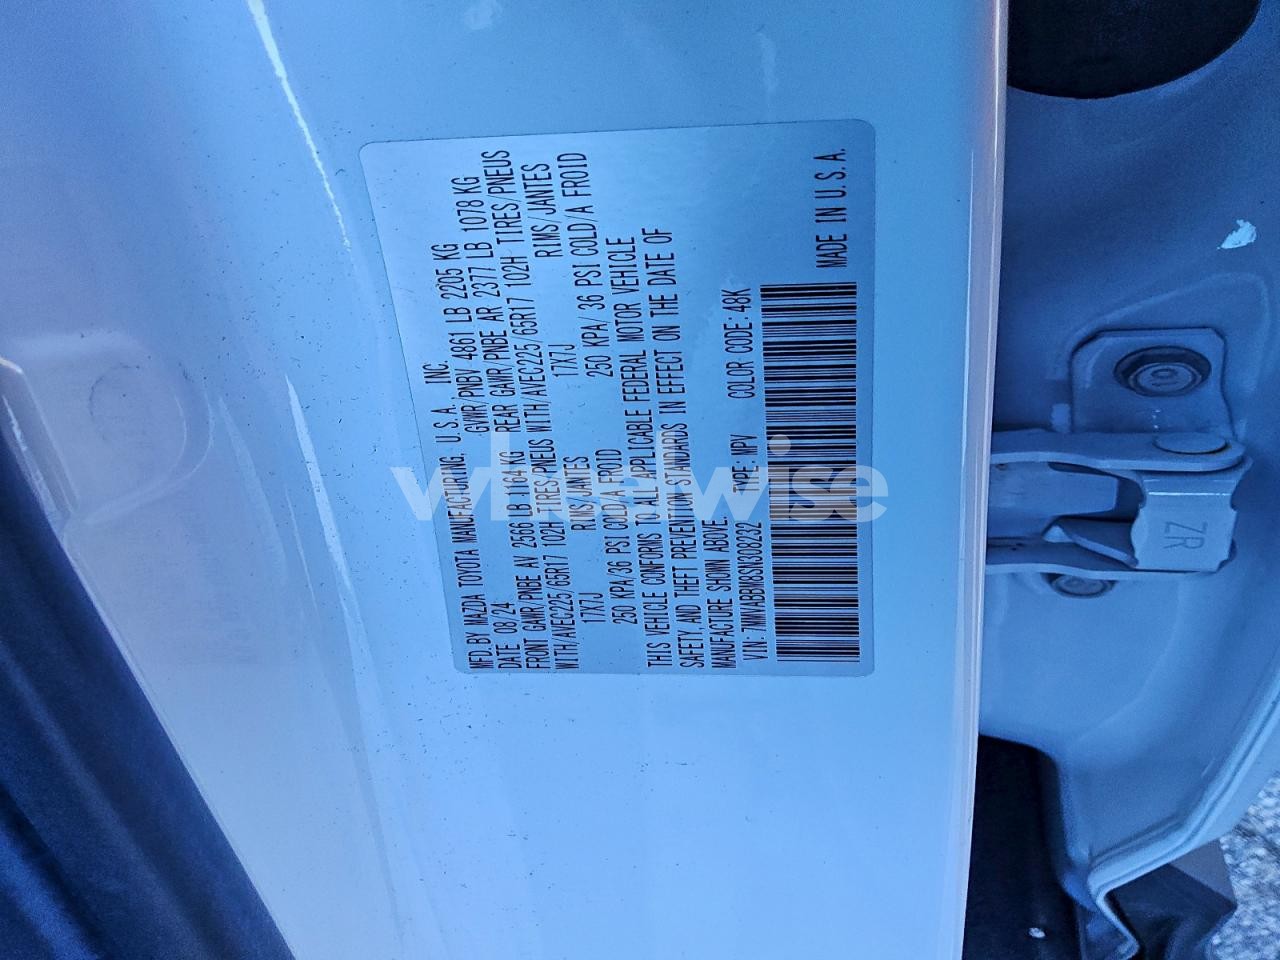 MFD.BY MAZDA TOYOTA MANUFACTURING, U.S.A. INC.
DATE 08/24 GVWR/PNBV 4861 LB 2205 KG
FRONT GAWR/PNBE AV 2566 LB 1164 KG REAR GAWR/PNBE AR 2377 LB 1078 KG
WITH/AVEC225/65R17 102H TIRES/PNEUS WITH/AVEC225/65R17 102H TIRES/PNEUS
17X7J RIMS/JANTES 17X7J RIMS/JANTES
250 KPA/36 PSI COLD/A FROID 250 KPA/ 36 PSI COLD/A FROID
THIS VEHICLE CONFORMS TO ALL APPLICABLE FEDERAL MOTOR VEHICLE
SAFETY, AND THEFT PREVENTION STANDARDS IN EFFECT ON THE DATE OF
MANUFACTURE SHOWN ABOVE.
VIN: TYPE: MPV COLOR CODE: 48K
MADE IN U.S.A.
ZR
wisewise